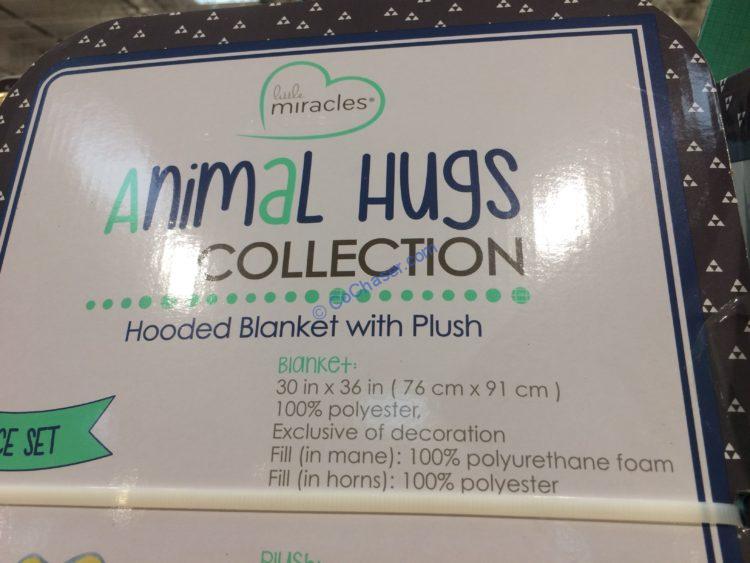 little
miracles®
Animal Hugs
COLLECTION
© CoChaser.com
Hooded Blanket with Plush
Blanket:
30 in x 36 in ( 76 cm x 91 cm )
100% polyester,
Exclusive of decoration
Fill (in mane): 100% polyurethane foam
Fill (in horns): 100% polyester
CE SET
Plush: